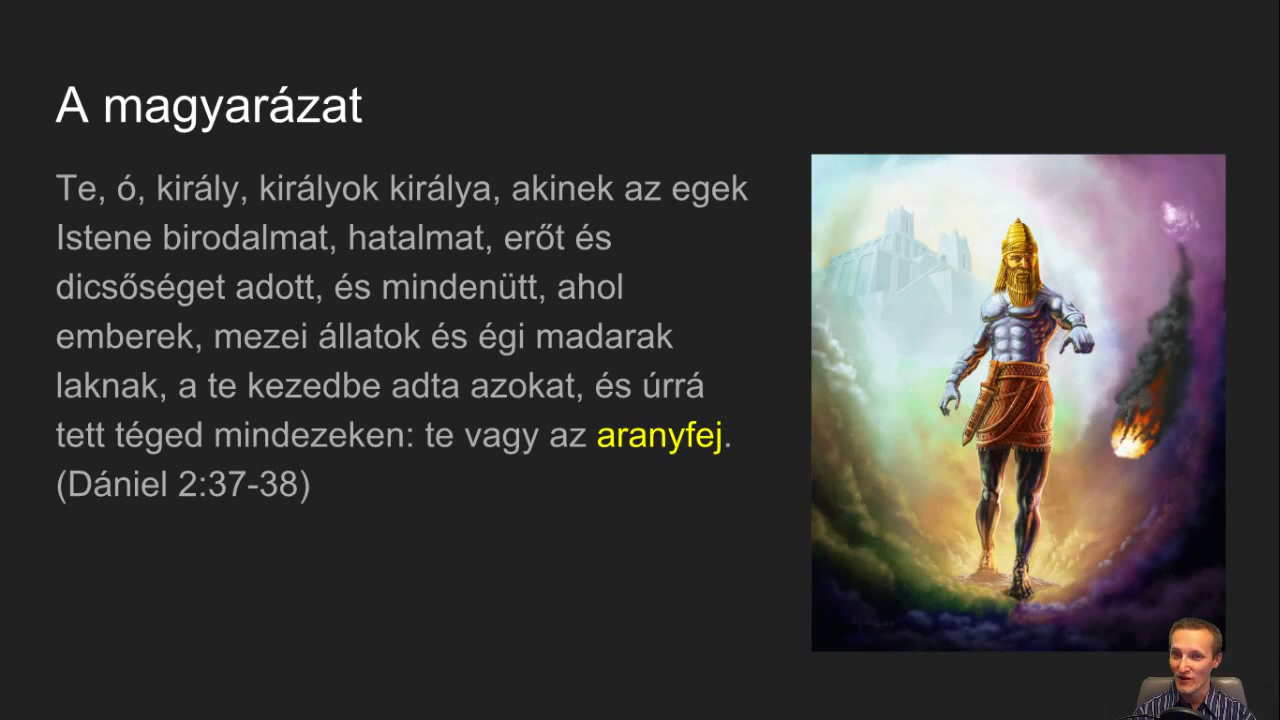 A magyarázat
Te, ó, király, királyok királya, akinek az egek
Istene birodalmat, hatalmat, erőt és
dicsőséget adott, és mindenütt, ahol
emberek, mezei állatok és égi madarak
laknak, a te kezedbe adta azokat, és úrrá
tett téged mindezeken: te vagy az aranyfej.
(Dániel 2:37-38)